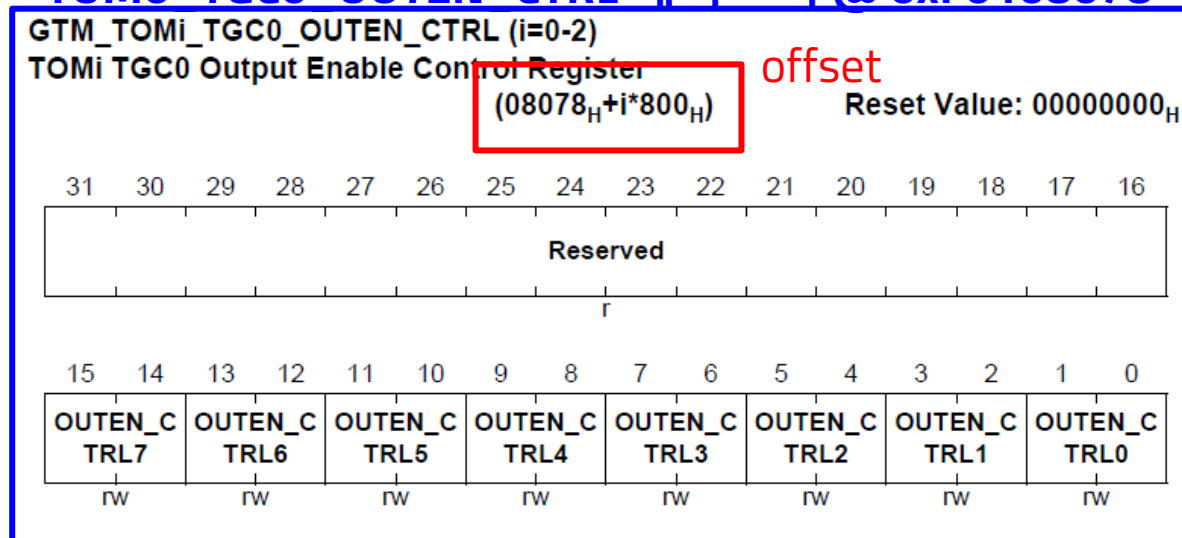 GTM_TOMi_TGC0_OUTEN_CTRL (i=0-2)
TOMi TGC0 Output Enable Control Register
offset
(08078H+i*800H) Reset Value: 00000000H
31 30 29 28 27 26 25 24 23 22 21 20 19 18 17 16
Reserved
r
15 14 13 12 11 10 9 8 7 6 5 4 3 2 1 0
OUTEN_C OUTEN_C OUTEN_C OUTEN_C OUTEN_C OUTEN_C OUTEN_C OUTEN_C
TRL7 TRL6 TRL5 TRL4 TRL3 TRL2 TRL1 TRL0
rw rw rw rw rw rw rw rw